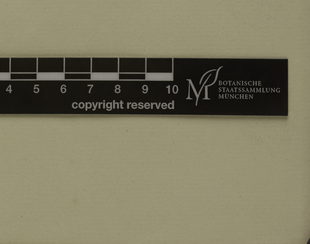 4 5 6 7 8 9 10
copyright reserved
M
BOTANISCHE
STAATSSAMMLUNG
MÜNCHEN